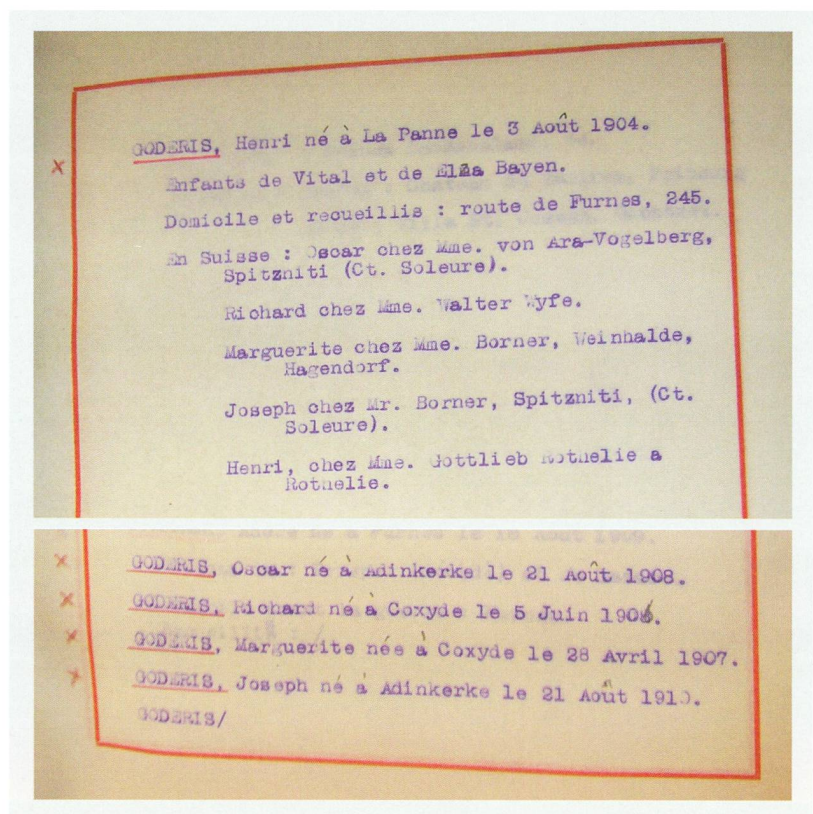 GODERIS, Henri né à La Panne le 3 Août 1904.
Enfants de Vital et de Elza Bayen.
Domicile et recueillis : route de Furnes, 245.
En Suisse : Oscar chez Mme. von Ara-Vogelberg,
Spitzniti (Ct. Soleure).
Richard chez Mme. Walter Wyfe.
Marguerite chez Mme. Borner, Weinhalde,
Hagendorf.
Joseph chez Mr. Borner, Spitzniti, (Ct.
Soleure).
Henri, chez Mme. Gottlieb Rothelie a
Rothelie.
GODERIS, Oscar né à Adinkerke le 21 Août 1908.
GODERIS, Richard né à Coxyde le 5 Juin 1906.
GODERIS, Marguerite née à Coxyde le 28 Avril 1907.
GODERIS, Joseph né à Adinkerke le 21 Août 1910.
GODERIS/